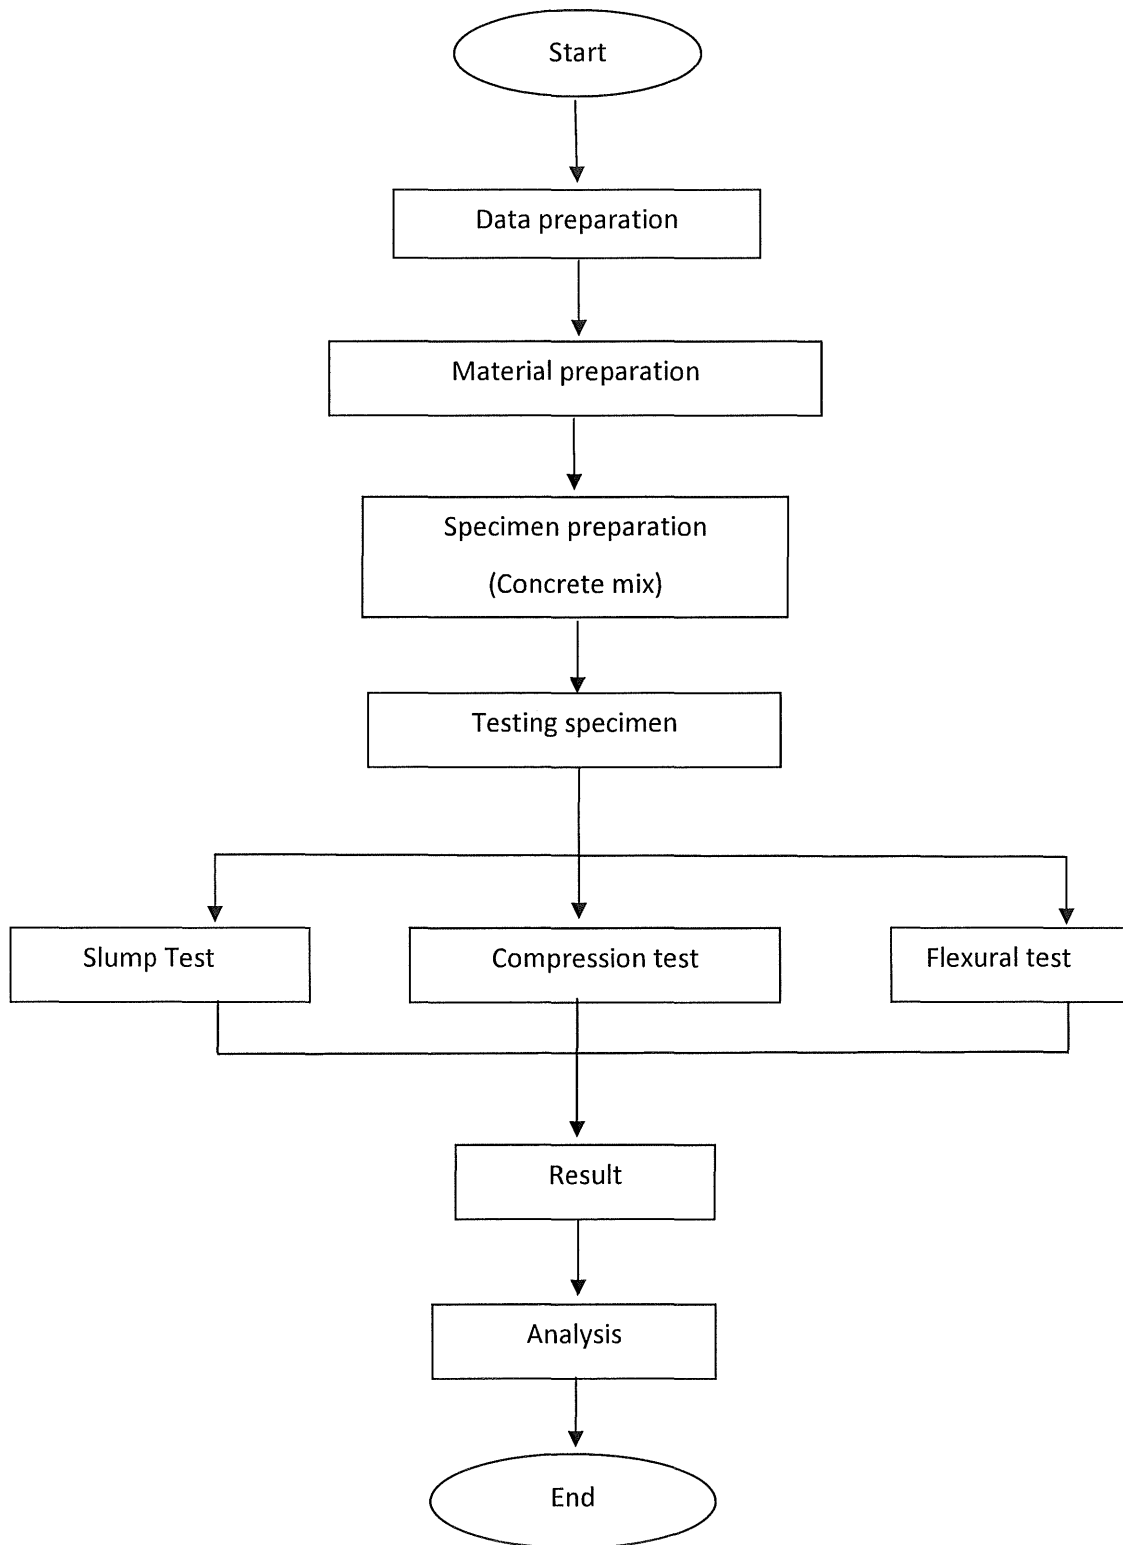 Start
Data preparation
Material preparation
Specimen preparation
(Concrete mix)
Testing specimen
Slump Test
Compression test
Flexural test
Result
Analysis
End